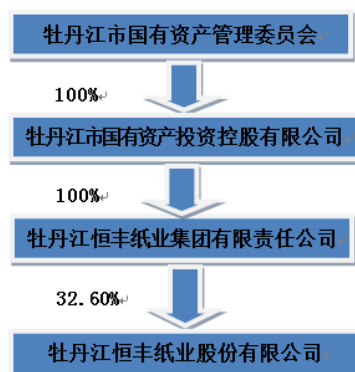 牡丹江市国有资产管理委员会
100%
牡丹江市国有资产投资控股有限公司
100%
牡丹江恒丰纸业集团有限责任公司
32.60%
牡丹江恒丰纸业股份有限公司